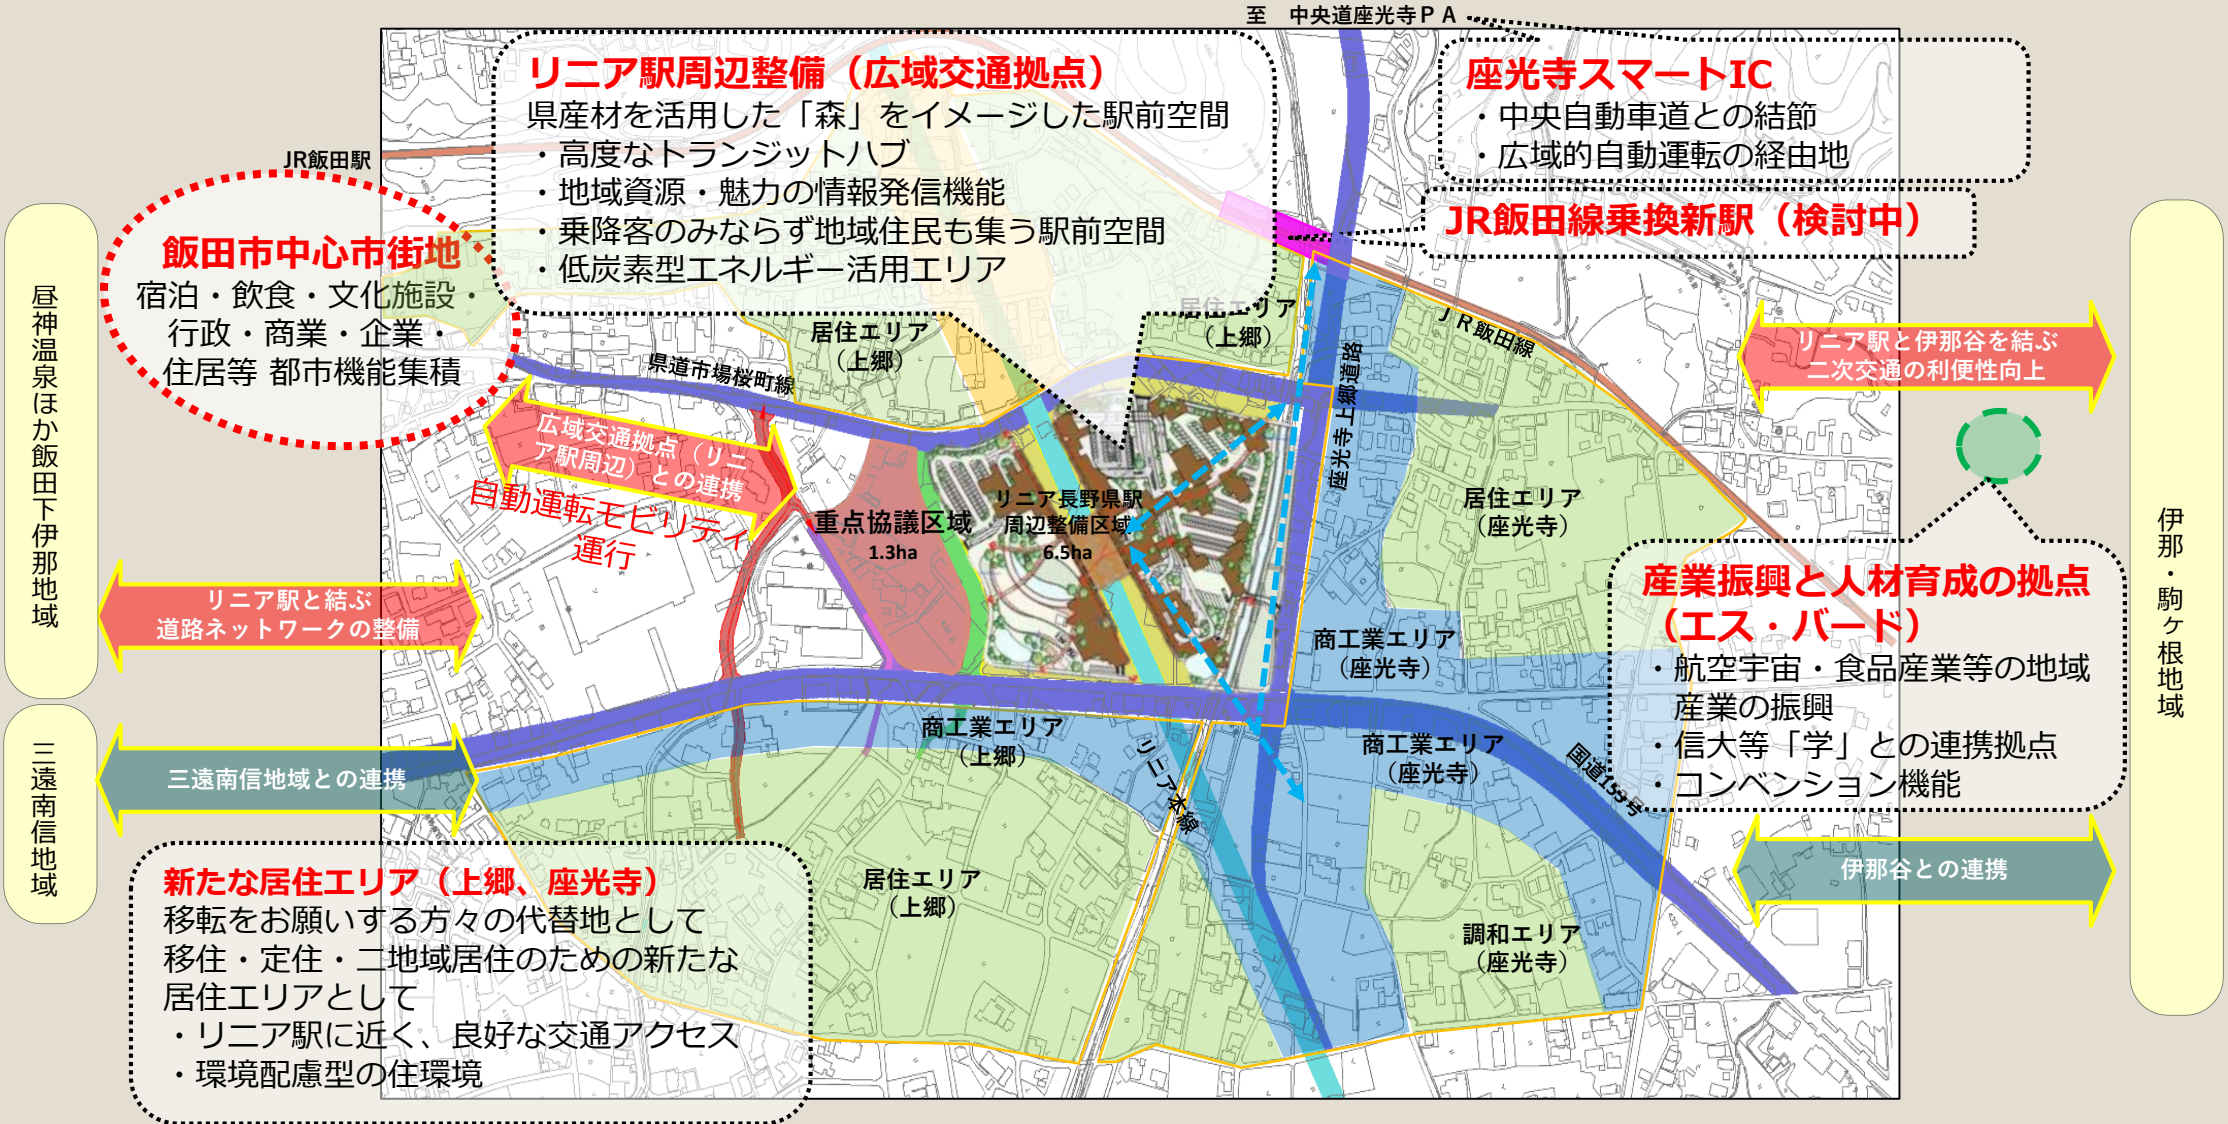 至　中央道座光寺ＰＡ
リニア駅周辺整備（広域交通拠点）
県産材を活用した「森」をイメージした駅前空間
・高度なトランジットハブ
・地域資源・魅力の情報発信機能
・乗降客のみならず地域住民も集う駅前空間
・低炭素型エネルギー活用エリア
座光寺スマートIC
・中央自動車道との結節
・広域的自動運転の経由地
JR飯田線乗換新駅（検討中）
JR飯田駅
飯田市中心市街地
宿泊・飲食・文化施設・
行政・商業・企業・
住居等 都市機能集積
昼神温泉ほか飯田下伊那地域
三遠南信地域
伊那・駒ヶ根地域
居住エリア
（上郷）
居住エリア
（上郷）
県道市場桜町線
座光寺上郷道路
ＪＲ飯田線
リニア駅と伊那谷を結ぶ
二次交通の利便性向上
広域交通拠点（リニ
ア駅周辺）との連携
自動運転モビリティ
運行
重点協議区域
1.3ha
リニア長野県駅
周辺整備区域
6.5ha
居住エリア
（座光寺）
リニア駅と結ぶ
道路ネットワークの整備
産業振興と人材育成の拠点
（エス・バード）
・航空宇宙・食品産業等の地域
産業の振興
・信大等「学」との連携拠点
・コンベンション機能
商工業エリア
（座光寺）
商工業エリア
（上郷）
商工業エリア
（座光寺）
リニア本線
国道153号
三遠南信地域との連携
伊那谷との連携
新たな居住エリア（上郷、座光寺）
移転をお願いする方々の代替地として
移住・定住・二地域居住のための新たな
居住エリアとして
・リニア駅に近く、良好な交通アクセス
・環境配慮型の住環境
居住エリア
（上郷）
調和エリア
（座光寺）